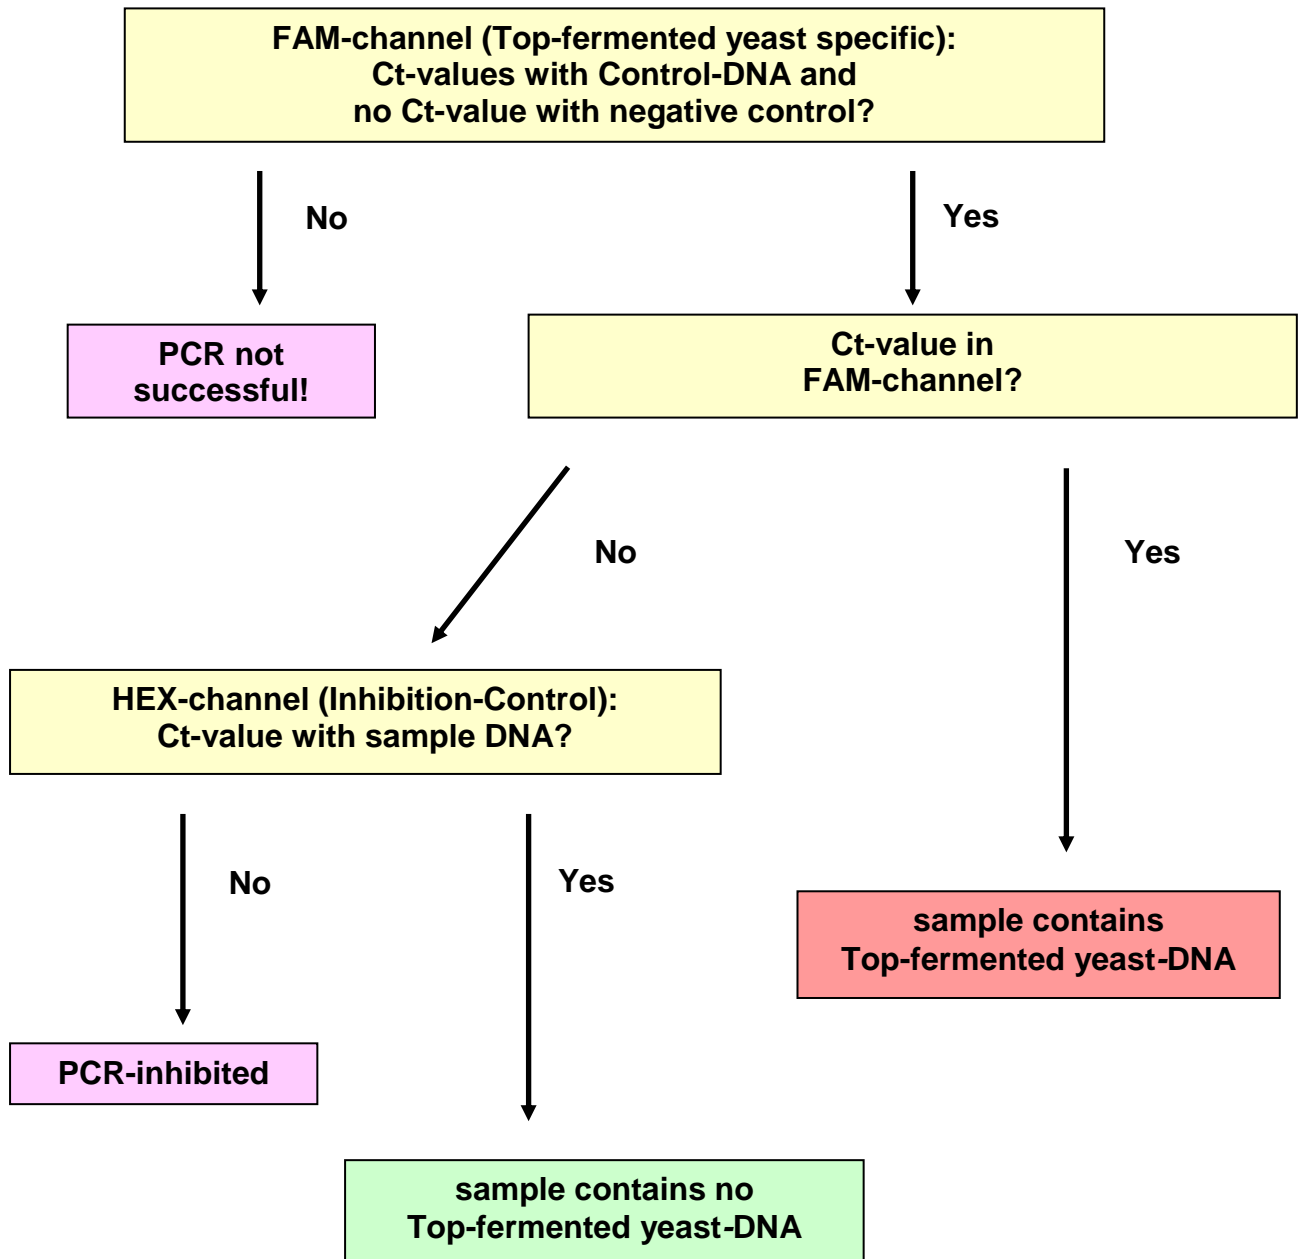 FAM-channel (Top-fermented yeast specific):
Ct-values with Control-DNA and
no Ct-value with negative control?
No
Yes
PCR not
successful!
Ct-value in
FAM-channel?
No
Yes
HEX-channel (Inhibition-Control):
Ct-value with sample DNA?
No
Yes
sample contains
Top-fermented yeast-DNA
PCR-inhibited
sample contains no
Top-fermented yeast-DNA